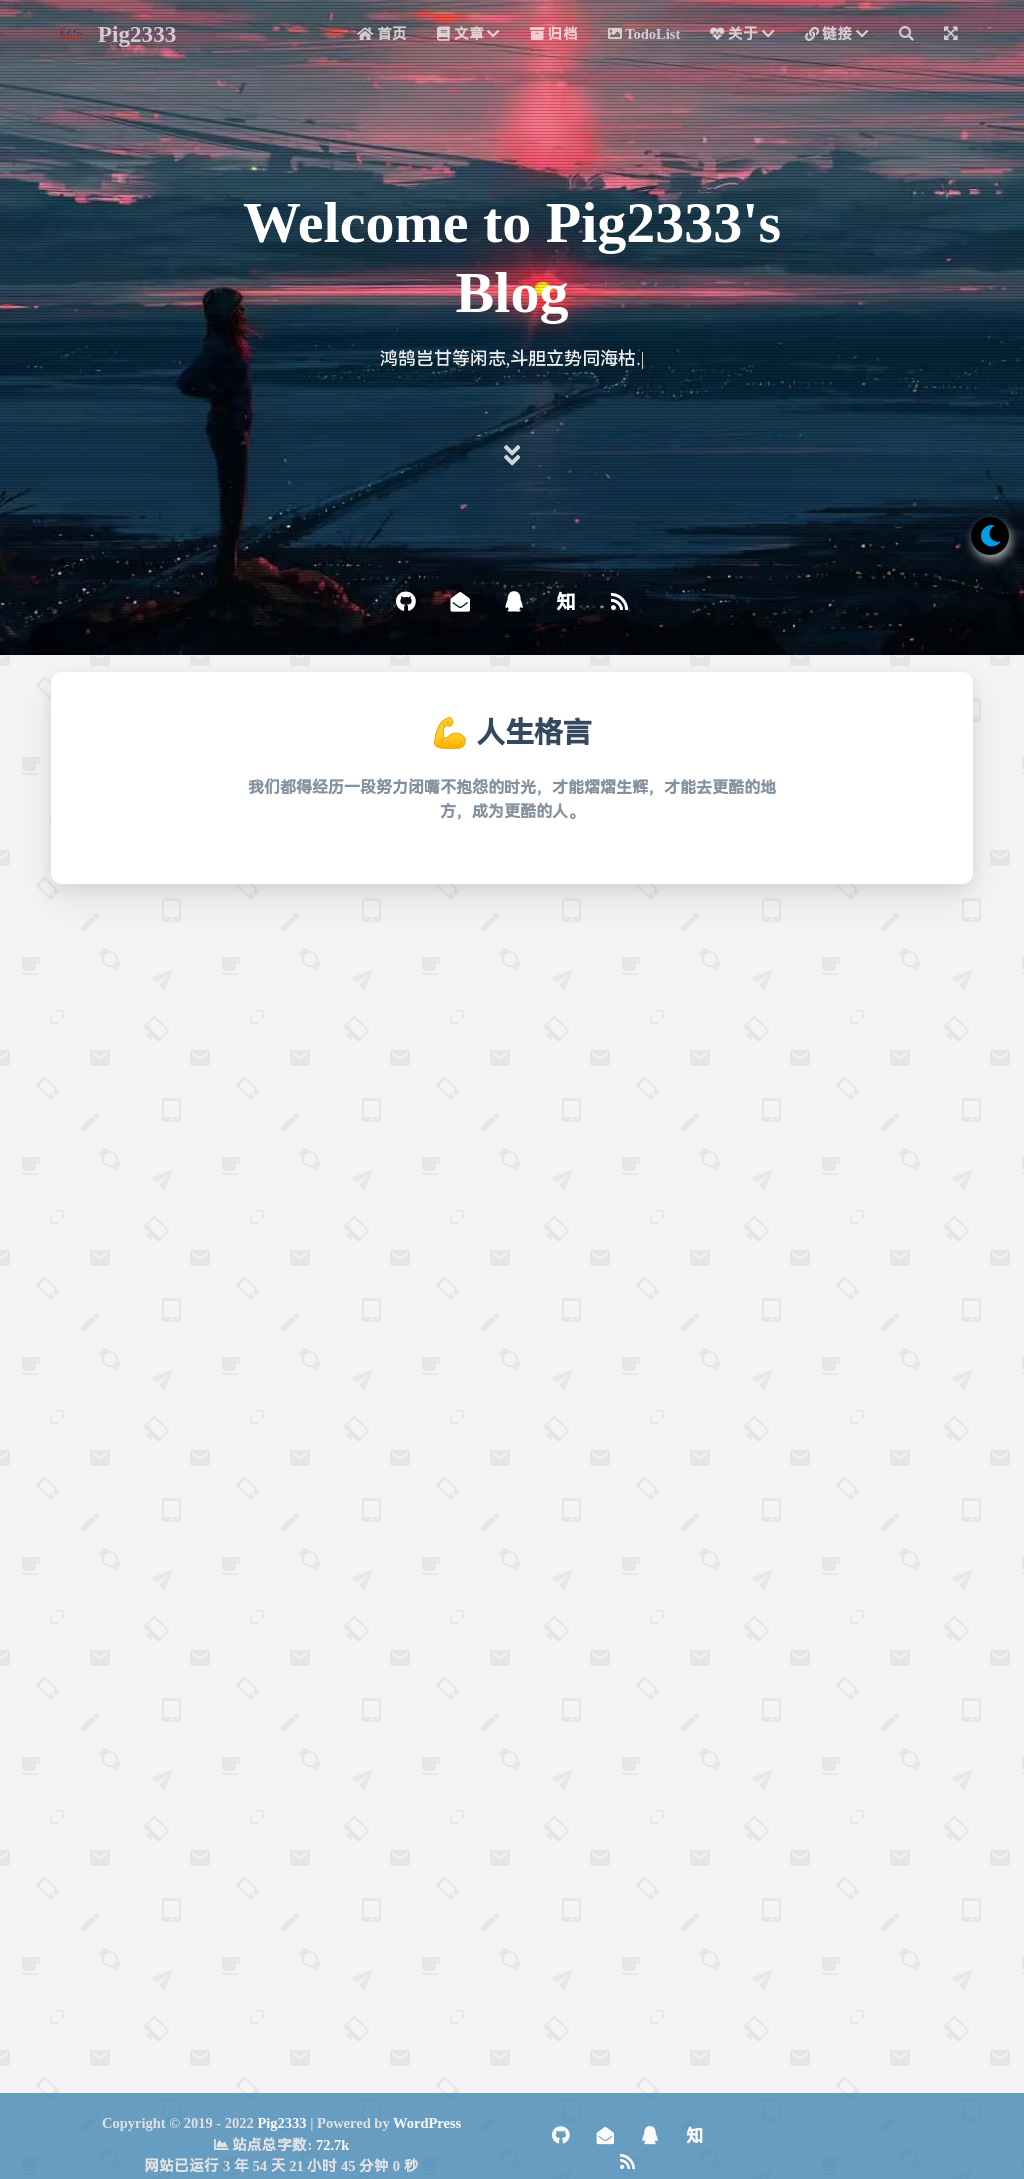 Pig2333 首页 文章 归档 TodoList 关于 链接
Welcome to Pig2333's
Blog
鸿鹄岂甘等闲志,斗胆立势同海枯.|
知
💪 人生格言
我们都得经历一段努力闭嘴不抱怨的时光，才能熠熠生辉，才能去更酷的地
方，成为更酷的人。
Copyright © 2019 - 2022 Pig2333 | Powered by WordPress
站点总字数: 72.7k
网站已运行 3 年 54 天 21 小时 45 分钟 0 秒
知